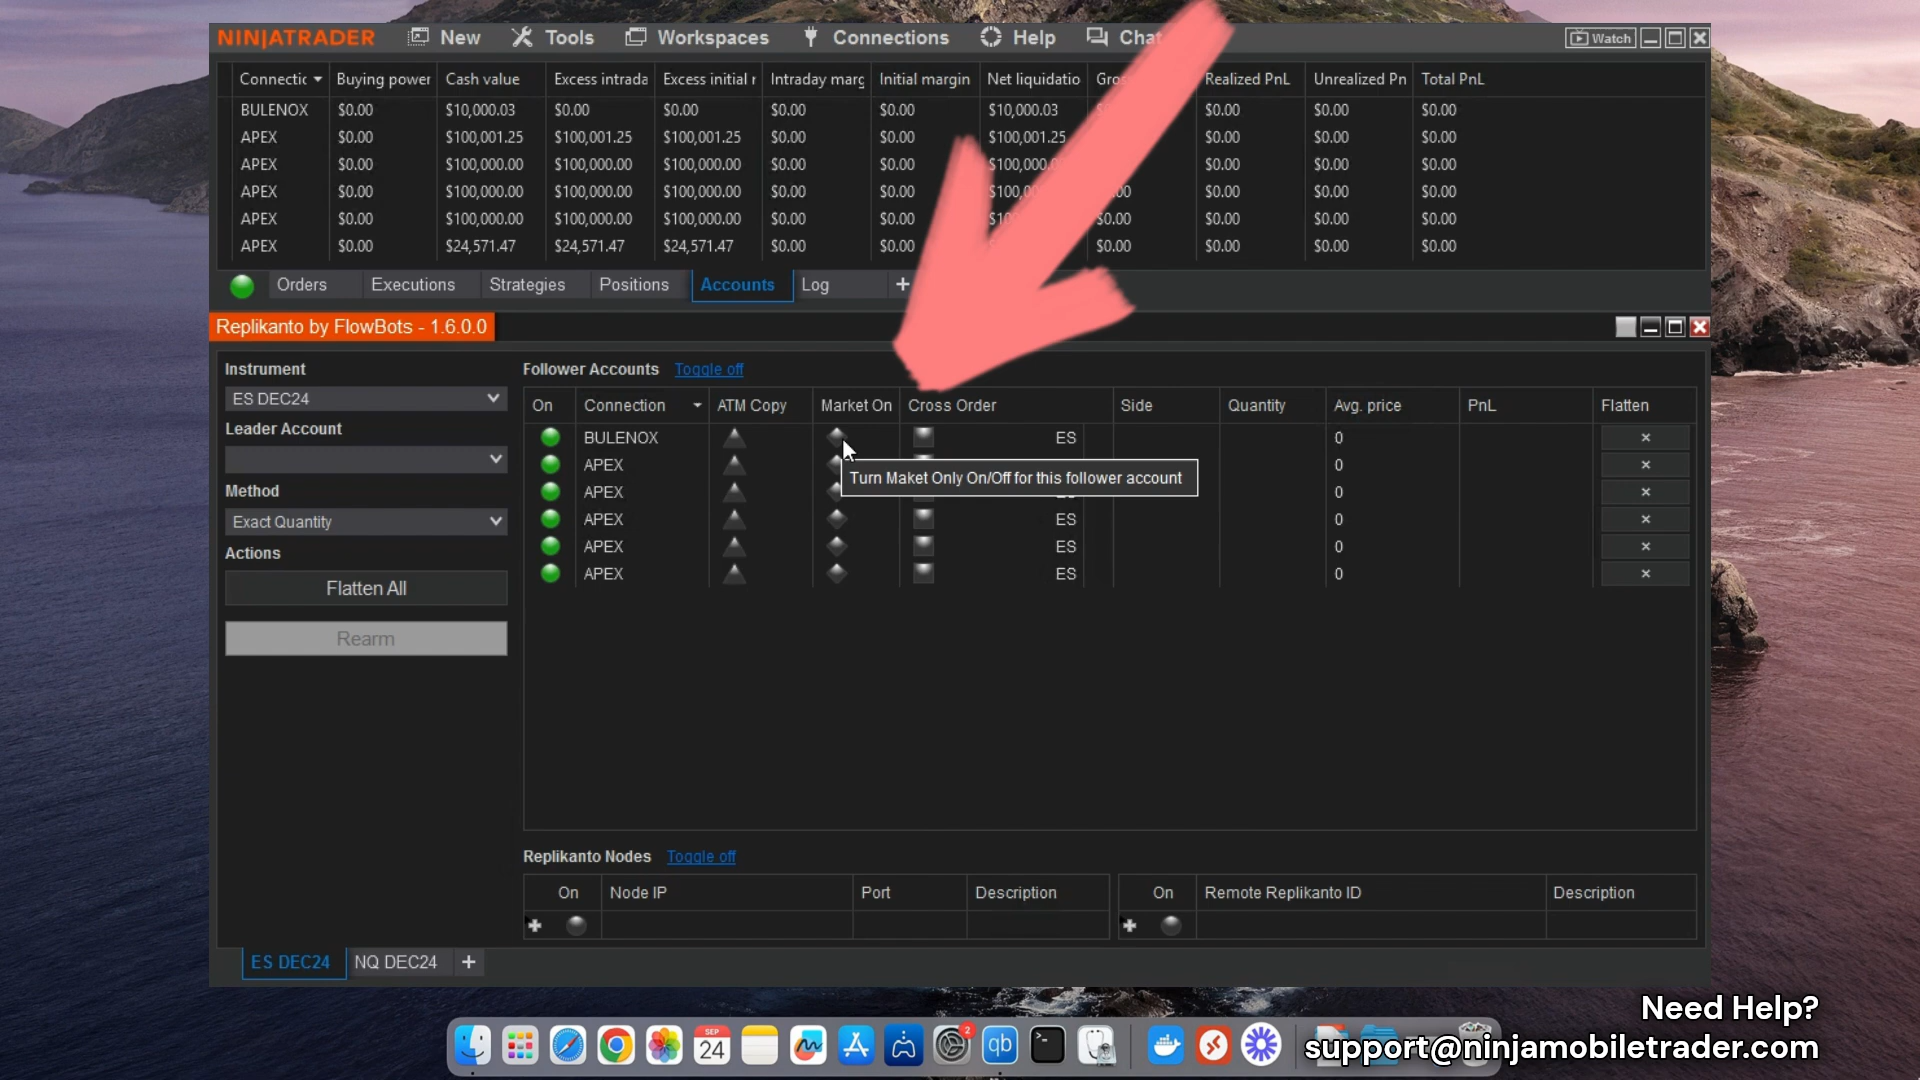 NINJATRADER New Tools Workspaces Connections Help Chat Watch
Connectic Buying power Cash value Excess intrada Excess initial r Intraday marg Initial margin Net liquidatio Realized PnL Unrealized Pn Total PnL
BULENOX $0.00 $10,000.03 $0.00 $0.00 $0.00 $0.00 $10,000.03 $0.00 $0.00 $0.00
APEX $0.00 $100,001.25 $100,001.25 $100,001.25 $0.00 $0.00 $100,001.25 $0.00 $0.00 $0.00
APEX $0.00 $100,000.00 $100,000.00 $100,000.00 $0.00 $0.00 $0.00 $0.00 $0.00
APEX $0.00 $100,000.00 $100,000.00 $100,000.00 $0.00 $0.00 $0.00 $0.00 $0.00
APEX $0.00 $100,000.00 $100,000.00 $100,000.00 $0.00 $0.00 $0.00 $0.00 $0.00 $0.00
APEX $0.00 $24,571.47 $24,571.47 $24,571.47 $0.00 $0.00 $0.00 $0.00 $0.00 $0.00
Orders Executions Strategies Positions Accounts Log +
Replikanto by FlowBots - 1.6.0.0
Instrument
ES DEC24
Leader Account
Method
Exact Quantity
Actions
Flatten All
Rearm
Follower Accounts Toggle off
On Connection ATM Copy Market On Cross Order Side Quantity Avg. price PnL Flatten
BULENOX ES 0 ×
APEX 0 ×
Turn Maket Only On/Off for this follower account
APEX 0 ×
APEX ES 0 ×
APEX ES 0 ×
APEX ES 0 ×
Replikanto Nodes Toggle off
On Node IP Port Description On Remote Replikanto ID Description
ES DEC24 NQ DEC24 +
Need Help?
support@ninjamobiletrader.com
SEP
24
2
qb